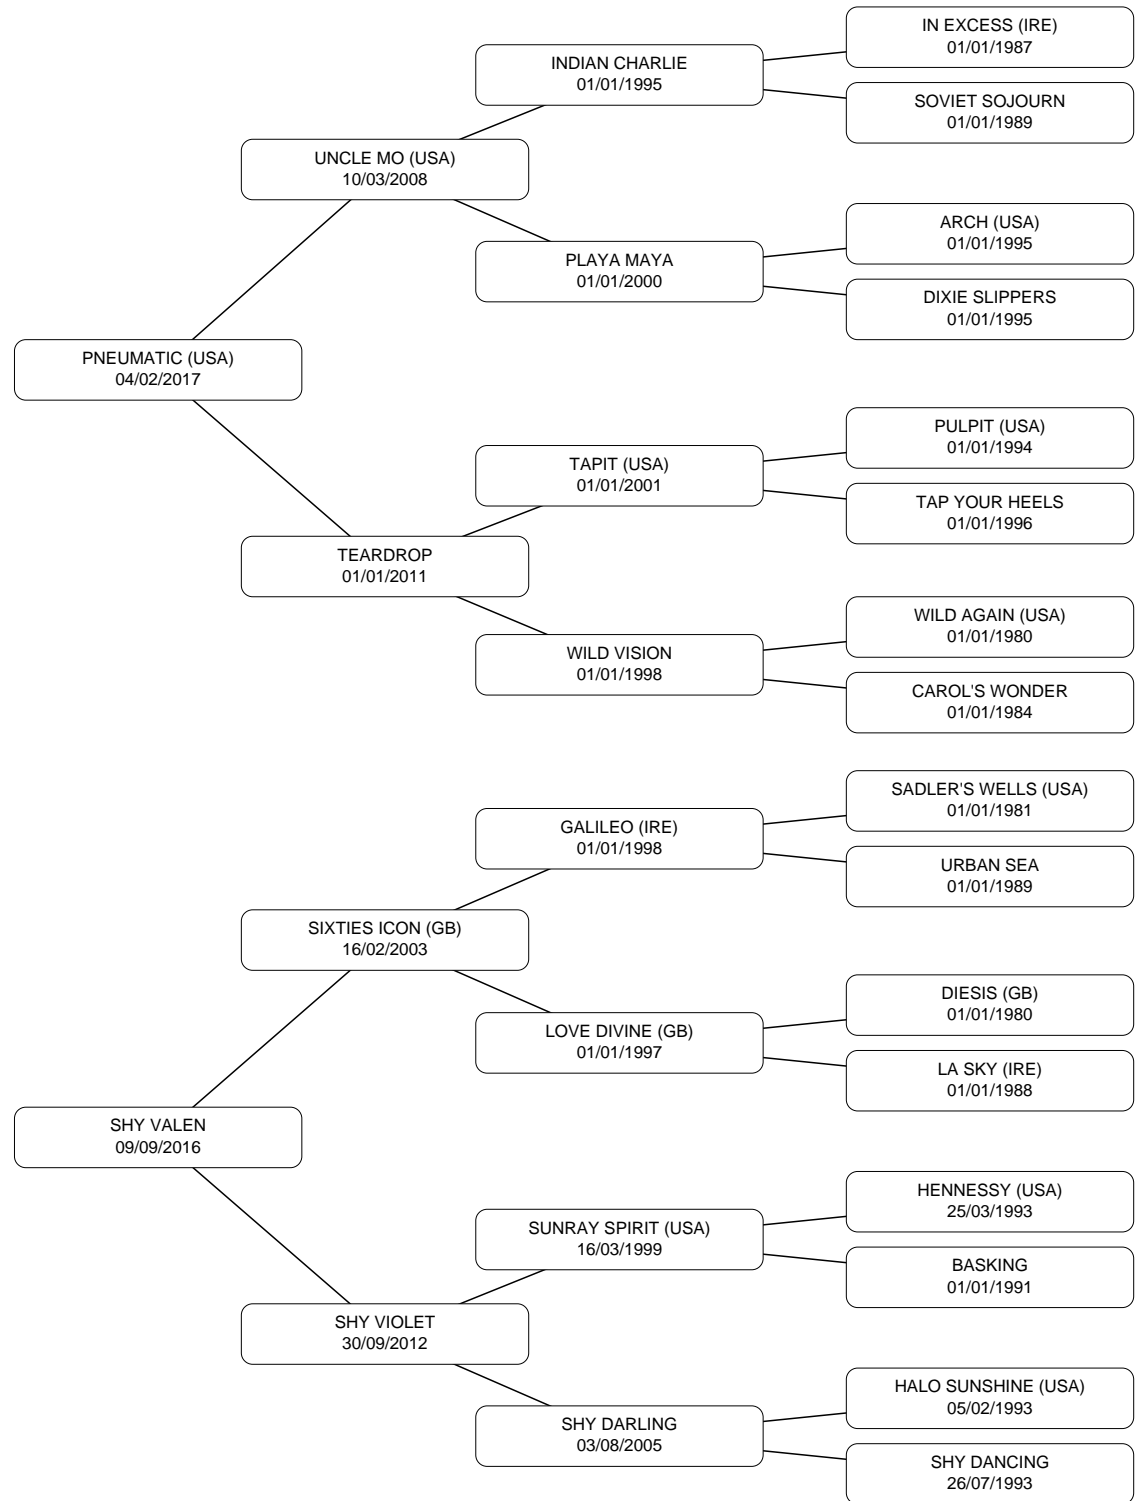 IN EXCESS (IRE)
01/01/1987
INDIAN CHARLIE
01/01/1995
SOVIET SOJOURN
01/01/1989
UNCLE MO (USA)
10/03/2008
ARCH (USA)
01/01/1995
PLAYA MAYA
01/01/2000
DIXIE SLIPPERS
01/01/1995
PNEUMATIC (USA)
04/02/2017
PULPIT (USA)
01/01/1994
TAPIT (USA)
01/01/2001
TAP YOUR HEELS
01/01/1996
TEARDROP
01/01/2011
WILD AGAIN (USA)
01/01/1980
WILD VISION
01/01/1998
CAROL'S WONDER
01/01/1984
SADLER'S WELLS (USA)
01/01/1981
GALILEO (IRE)
01/01/1998
URBAN SEA
01/01/1989
SIXTIES ICON (GB)
16/02/2003
DIESIS (GB)
01/01/1980
LOVE DIVINE (GB)
01/01/1997
LA SKY (IRE)
01/01/1988
SHY VALEN
09/09/2016
HENNESSY (USA)
25/03/1993
SUNRAY SPIRIT (USA)
16/03/1999
BASKING
01/01/1991
SHY VIOLET
30/09/2012
HALO SUNSHINE (USA)
05/02/1993
SHY DARLING
03/08/2005
SHY DANCING
26/07/1993